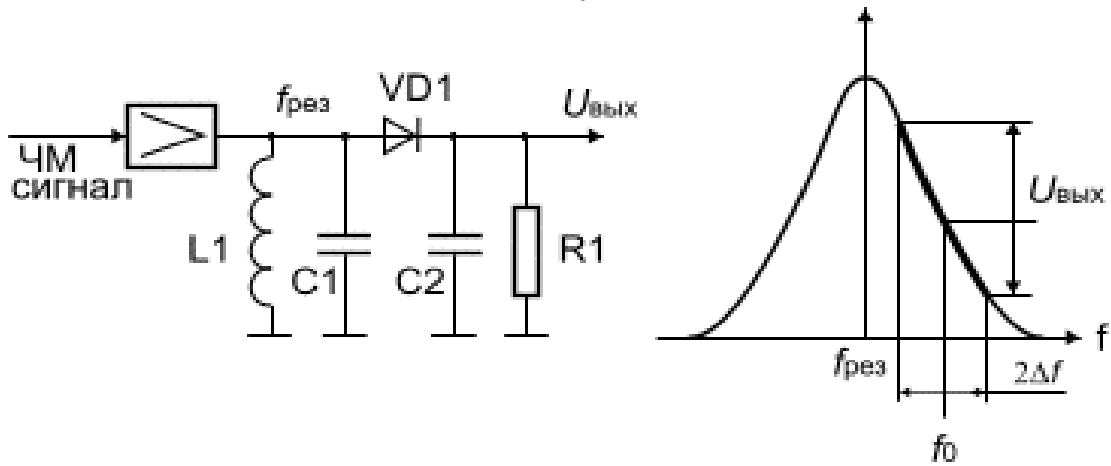 ЧМ
сигнал
fрез
VD1
Uвых
L1
C1
C2
R1
Uвых
f
fрез
2Δf
f0